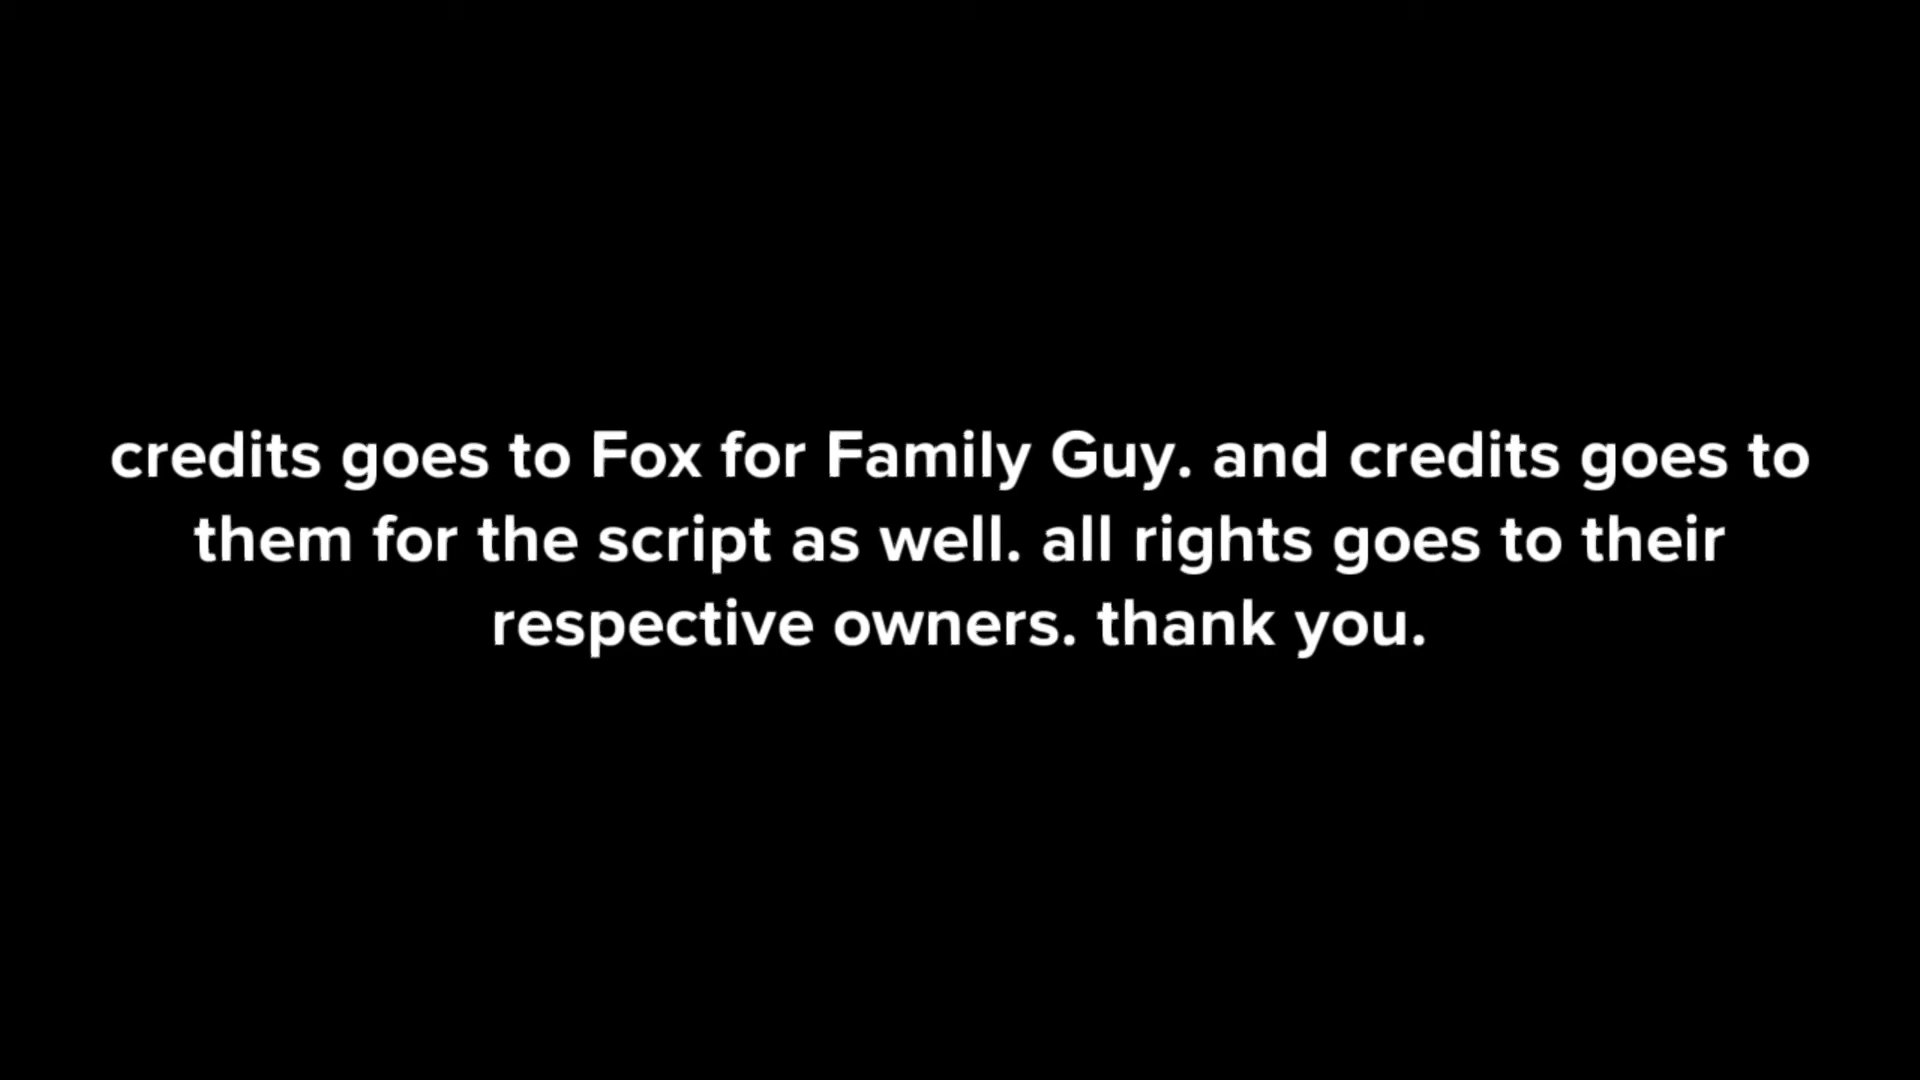 credits goes to Fox for Family Guy. and credits goes to
them for the script as well. all rights goes to their
respective owners. thank you.